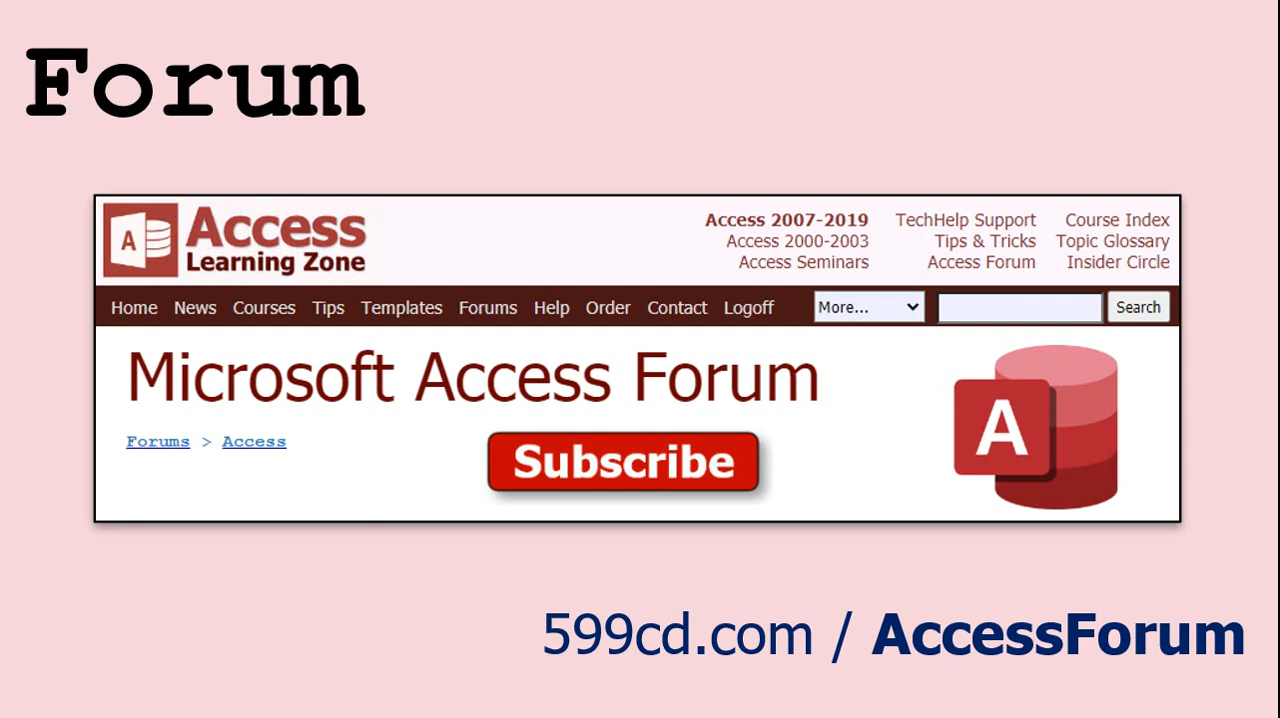 Forum
A Access
Learning Zone
Access 2007-2019 TechHelp Support Course Index
Access 2000-2003 Tips & Tricks Topic Glossary
Access Seminars Access Forum Insider Circle
Home News Courses Tips Templates Forums Help Order Contact Logoff More... Search
Microsoft Access Forum
Forums > Access
Subscribe
A
599cd.com / AccessForum